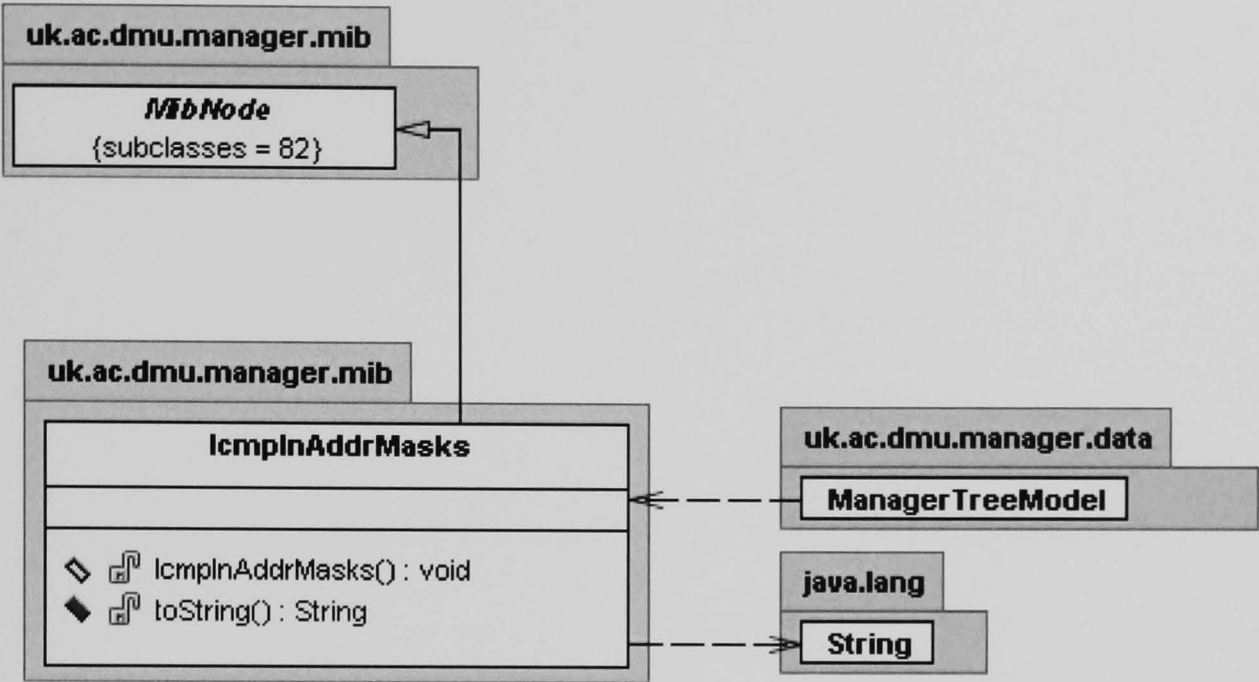 uk.ac.dmu.manager.mib
MibNode
{subclasses = 82}
uk.ac.dmu.manager.mib
IcmpInAddrMasks
IcmpInAddrMasks() : void
toString() : String
uk.ac.dmu.manager.data
ManagerTreeModel
java.lang
String